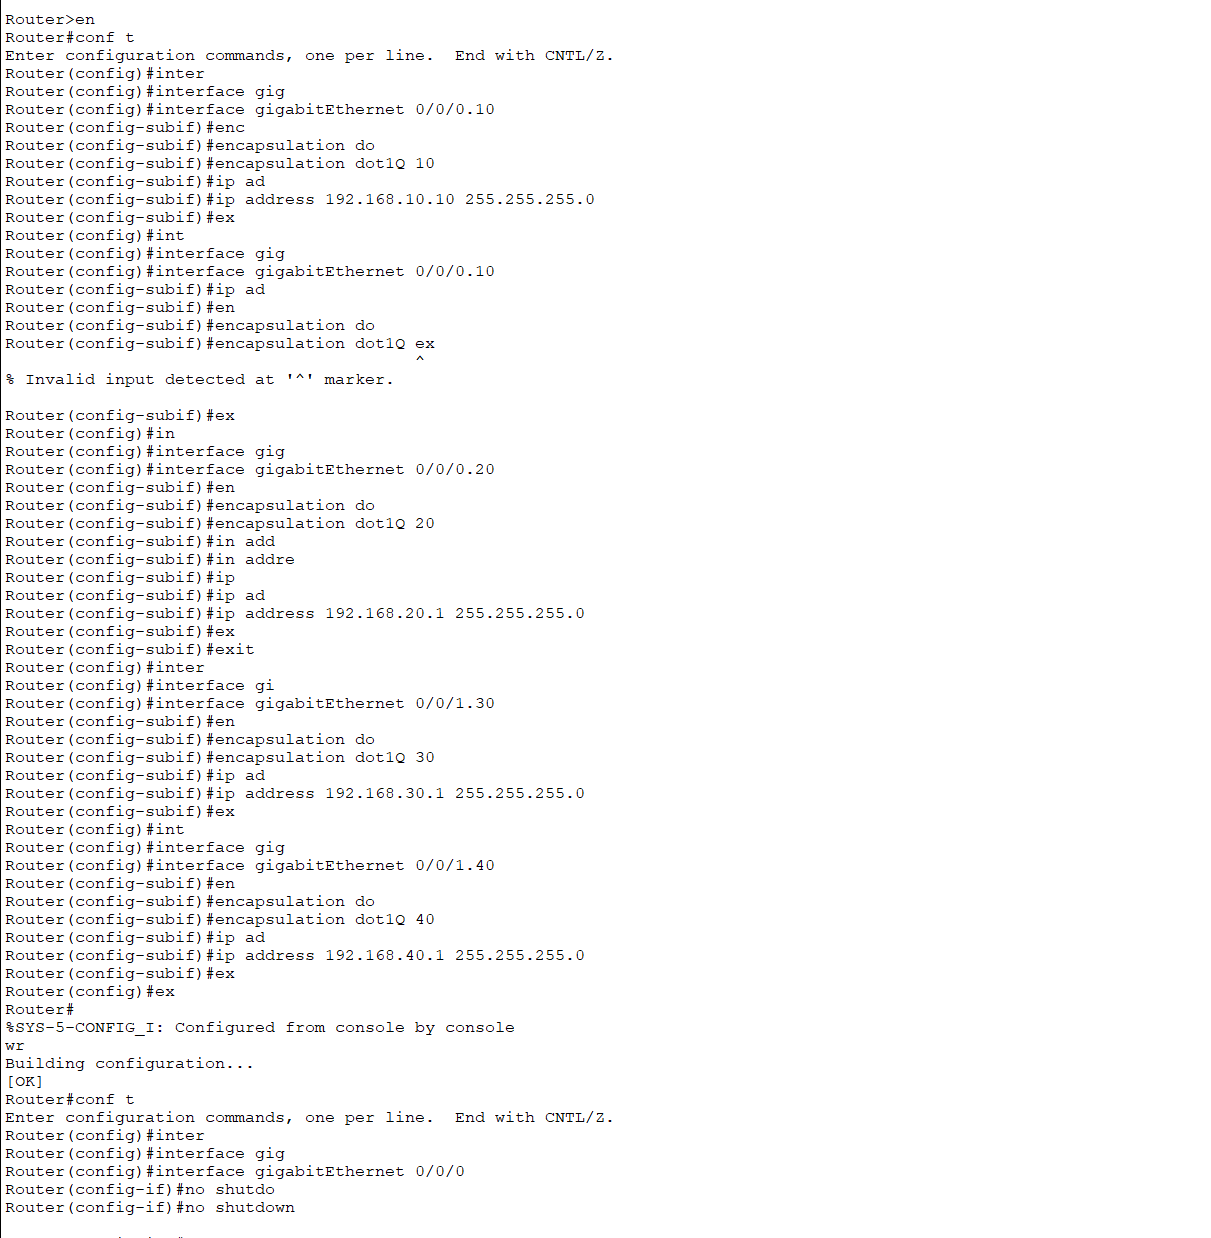 Router>en
Router#conf t
Enter configuration commands, one per line.  End with CNTL/Z.
Router(config)#inter
Router(config)#interface gig
Router(config)#interface gigabitEthernet 0/0/0.10
Router(config-subif)#enc
Router(config-subif)#encapsulation do
Router(config-subif)#encapsulation dot1Q 10
Router(config-subif)#ip ad
Router(config-subif)#ip address 192.168.10.10 255.255.255.0
Router(config-subif)#ex
Router(config)#int
Router(config)#interface gig
Router(config)#interface gigabitEthernet 0/0/0.10
Router(config-subif)#ip ad
Router(config-subif)#en
Router(config-subif)#encapsulation do
Router(config-subif)#encapsulation dot1Q ex
^
% Invalid input detected at '^' marker.
Router(config-subif)#ex
Router(config)#in
Router(config)#interface gig
Router(config)#interface gigabitEthernet 0/0/0.20
Router(config-subif)#en
Router(config-subif)#encapsulation do
Router(config-subif)#encapsulation dot1Q 20
Router(config-subif)#in add
Router(config-subif)#in addre
Router(config-subif)#ip
Router(config-subif)#ip ad
Router(config-subif)#ip address 192.168.20.1 255.255.255.0
Router(config-subif)#ex
Router(config-subif)#exit
Router(config)#inter
Router(config)#interface gi
Router(config)#interface gigabitEthernet 0/0/1.30
Router(config-subif)#en
Router(config-subif)#encapsulation do
Router(config-subif)#encapsulation dot1Q 30
Router(config-subif)#ip ad
Router(config-subif)#ip address 192.168.30.1 255.255.255.0
Router(config-subif)#ex
Router(config)#int
Router(config)#interface gig
Router(config)#interface gigabitEthernet 0/0/1.40
Router(config-subif)#en
Router(config-subif)#encapsulation do
Router(config-subif)#encapsulation dot1Q 40
Router(config-subif)#ip ad
Router(config-subif)#ip address 192.168.40.1 255.255.255.0
Router(config-subif)#ex
Router(config)#ex
Router#
%SYS-5-CONFIG_I: Configured from console by console
wr
Building configuration...
[OK]
Router#conf t
Enter configuration commands, one per line.  End with CNTL/Z.
Router(config)#inter
Router(config)#interface gig
Router(config)#interface gigabitEthernet 0/0/0
Router(config-if)#no shutdo
Router(config-if)#no shutdown